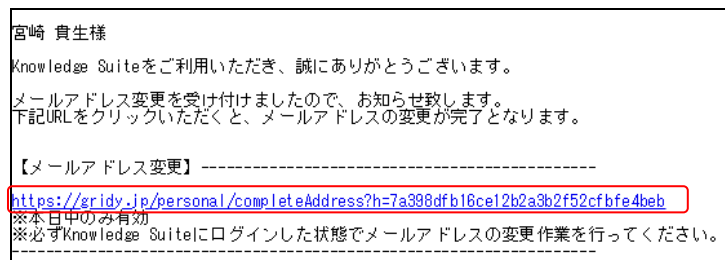 宮崎 貴生様
Knowledge Suiteをご利用いただき、誠にありがとうございます。
メールアドレス変更を受け付けましたので、お知らせ致します。
下記URLをクリックいただくと、メールアドレスの変更が完了となります。
【メールアドレス変更】----------------------------------------------
https://gridy.jp/personal/completeAddress?h=7a398dfb16ce12b2a3b2f52cfbfe4beb
※本日中のみ有効
※必ずKnowledge Suiteにログインした状態でメールアドレスの変更作業を行ってください。
--------------------------------------------------------------------